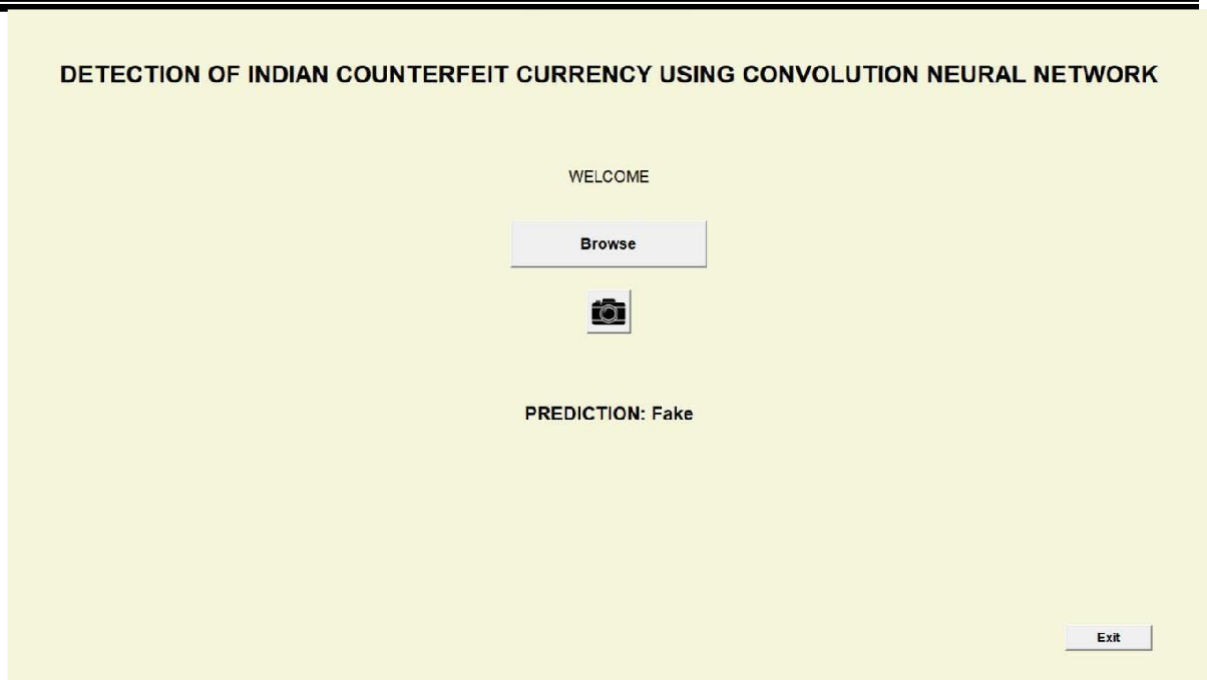 DETECTION OF INDIAN COUNTERFEIT CURRENCY USING CONVOLUTION NEURAL NETWORK
WELCOME
Browse
PREDICTION: Fake
Exit